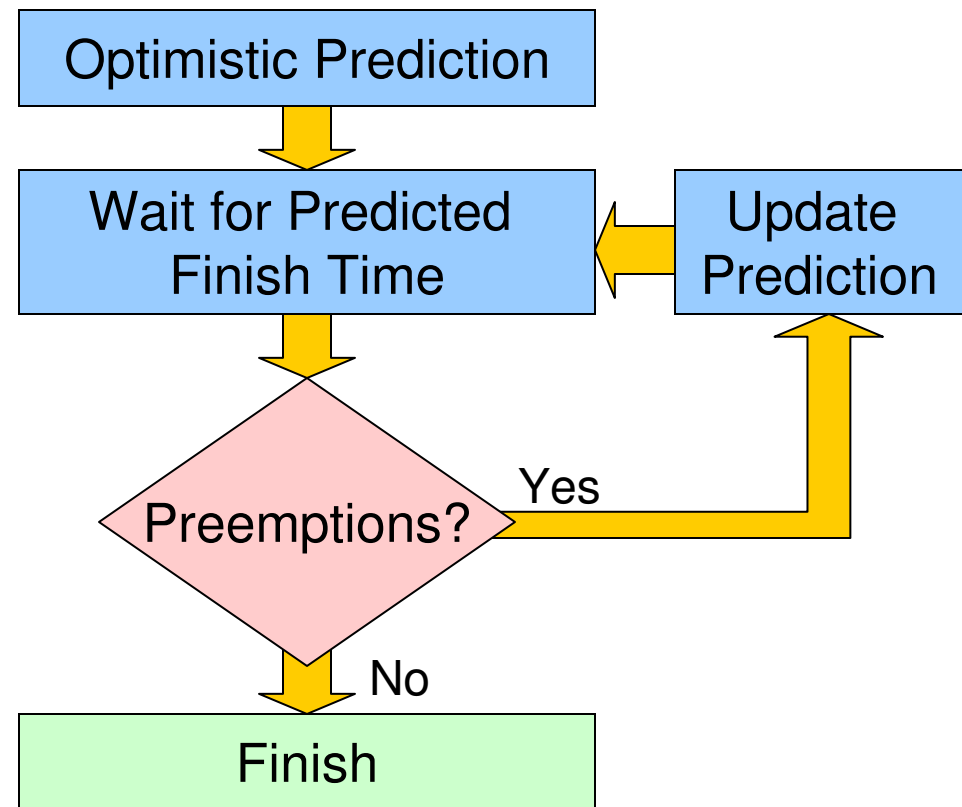 Optimistic Prediction
Wait for Predicted
Finish Time
Update
Prediction
Preemptions?
Yes
No
Finish